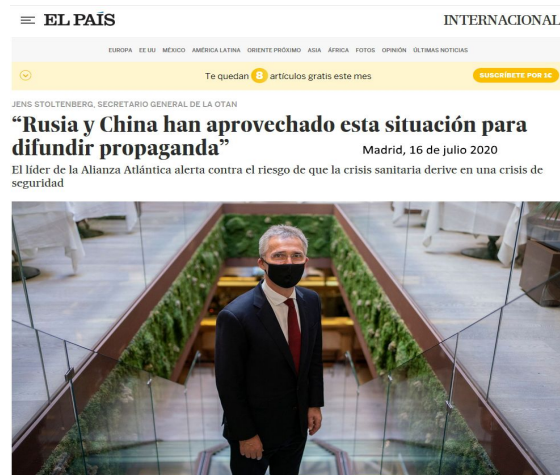 EL PAÍS
INTERNACIONAL
EUROPA EE UU MÉXICO AMÉRICA LATINA ORIENTE PRÓXIMO ASIA ÁFRICA FOTOS OPINIÓN ÚLTIMAS NOTICIAS
Te quedan 8 artículos gratis este mes
SUSCRÍBETE POR 1€
JENS STOLTENBERG, SECRETARIO GENERAL DE LA OTAN
“Rusia y China han aprovechado esta situación para
difundir propaganda”
Madrid, 16 de julio 2020
El líder de la Alianza Atlántica alerta contra el riesgo de que la crisis sanitaria derive en una crisis de
seguridad